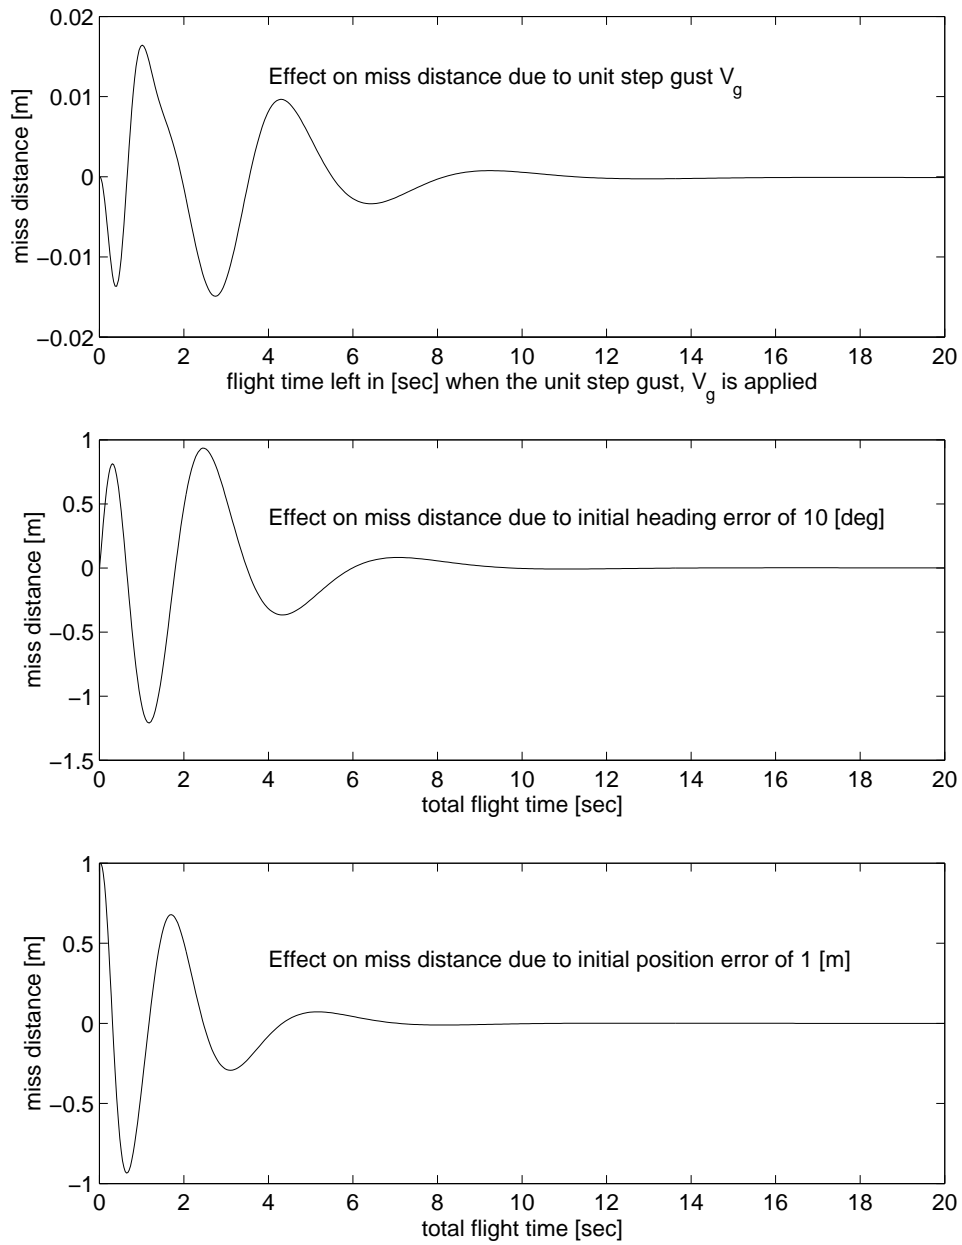 0.02
0.01
0
−0.01
−0.02
miss distance [m]
Effect on miss distance due to unit step gust Vg
0 2 4 6 8 10 12 14 16 18 20
flight time left in [sec] when the unit step gust, Vg is applied
1
0.5
0
−0.5
−1
−1.5
miss distance [m]
Effect on miss distance due to initial heading error of 10 [deg]
0 2 4 6 8 10 12 14 16 18 20
total flight time [sec]
1
0.5
0
−0.5
−1
miss distance [m]
Effect on miss distance due to initial position error of 1 [m]
0 2 4 6 8 10 12 14 16 18 20
total flight time [sec]